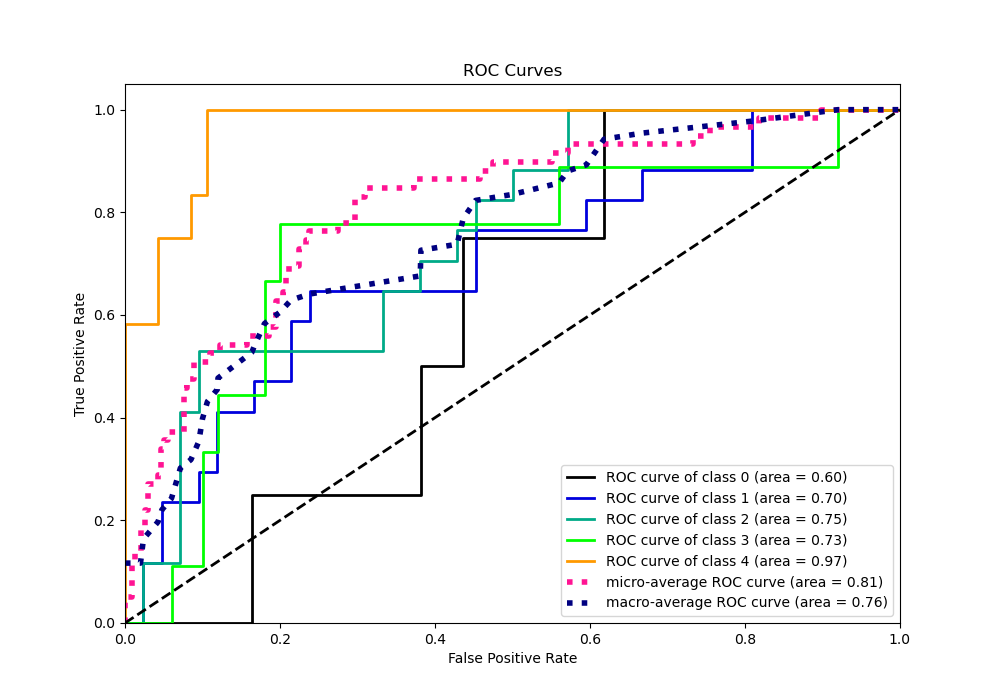 ROC Curves
True Positive Rate
1.0
0.8
0.6
0.4
0.2
0.0
0.0 0.2 0.4 0.6 0.8 1.0
False Positive Rate
ROC curve of class 0 (area = 0.60)
ROC curve of class 1 (area = 0.70)
ROC curve of class 2 (area = 0.75)
ROC curve of class 3 (area = 0.73)
ROC curve of class 4 (area = 0.97)
micro-average ROC curve (area = 0.81)
macro-average ROC curve (area = 0.76)